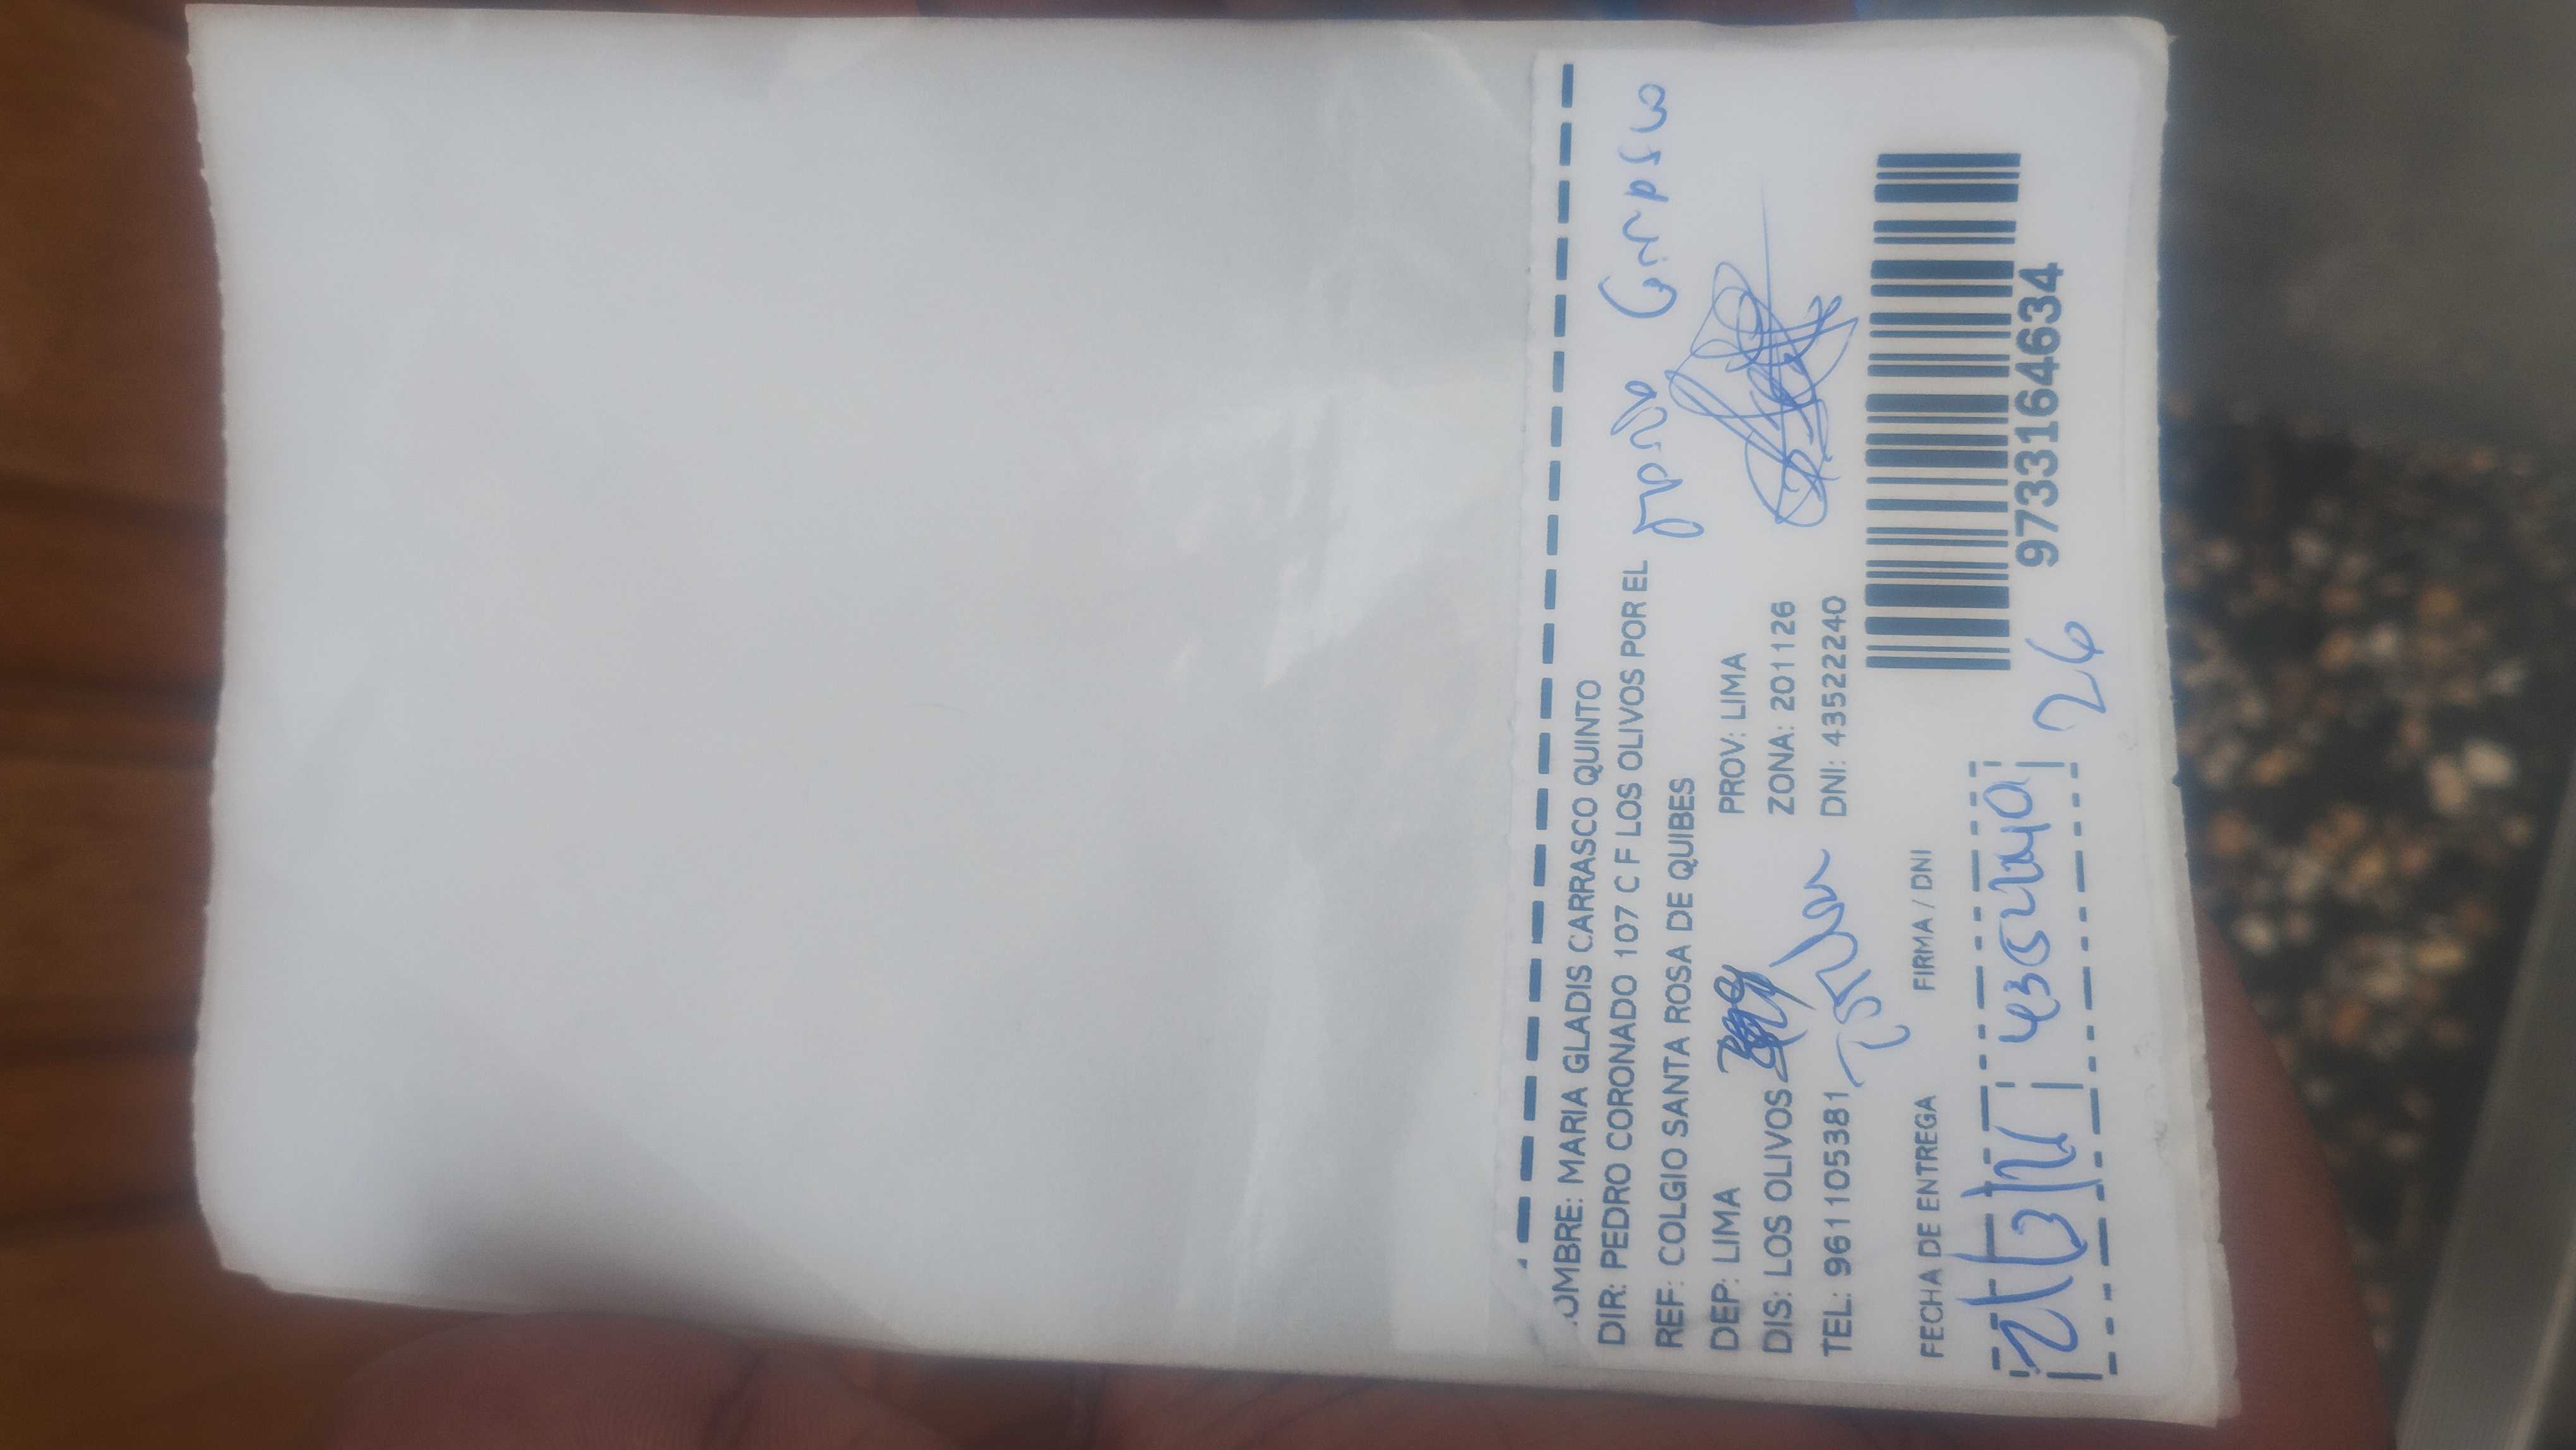 OMBRE: MARIA GLADIS CARRASCO QUINTO
DIR: PEDRO CORONADO 107 C F LOS OLIVOS POR EL
REF: COLGIO SANTA ROSA DE QUIBES
DEP: LIMA PROV: LIMA
DIS: LOS OLIVOS ZONA: 201126
TEL: 961105381 DNI: 43522240
FECHA DE ENTREGA FIRMA / DNI
43522240
26
973316464634